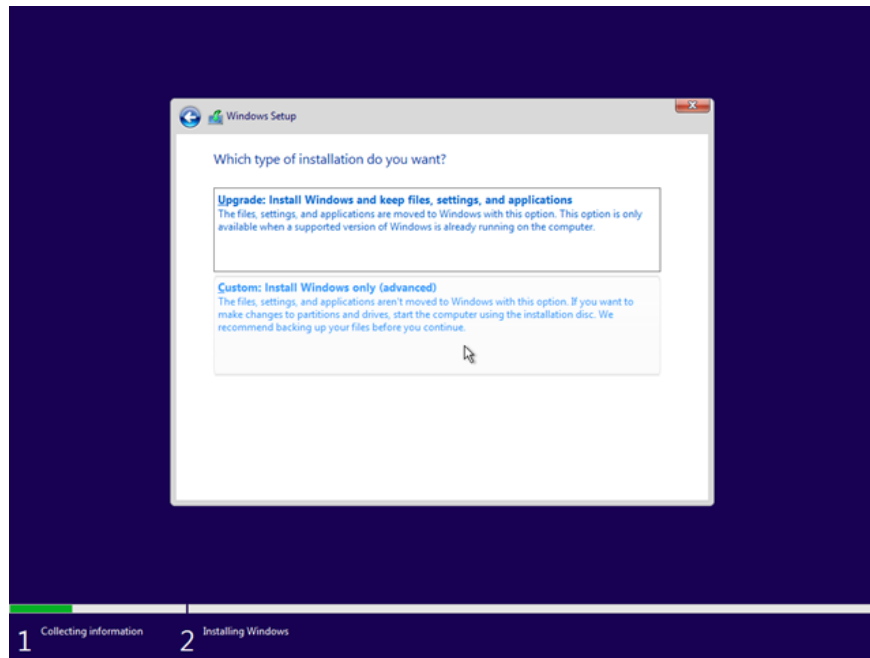 Windows Setup
Which type of installation do you want?
Upgrade: Install Windows and keep files, settings, and applications
The files, settings, and applications are moved to Windows with this option. This option is only
available when a supported version of Windows is already running on the computer.
Custom: Install Windows only (advanced)
The files, settings, and applications aren't moved to Windows with this option. If you want to
make changes to partitions and drives, start the computer using the installation disc. We
recommend backing up your files before you continue.
1 Collecting information 2 Installing Windows